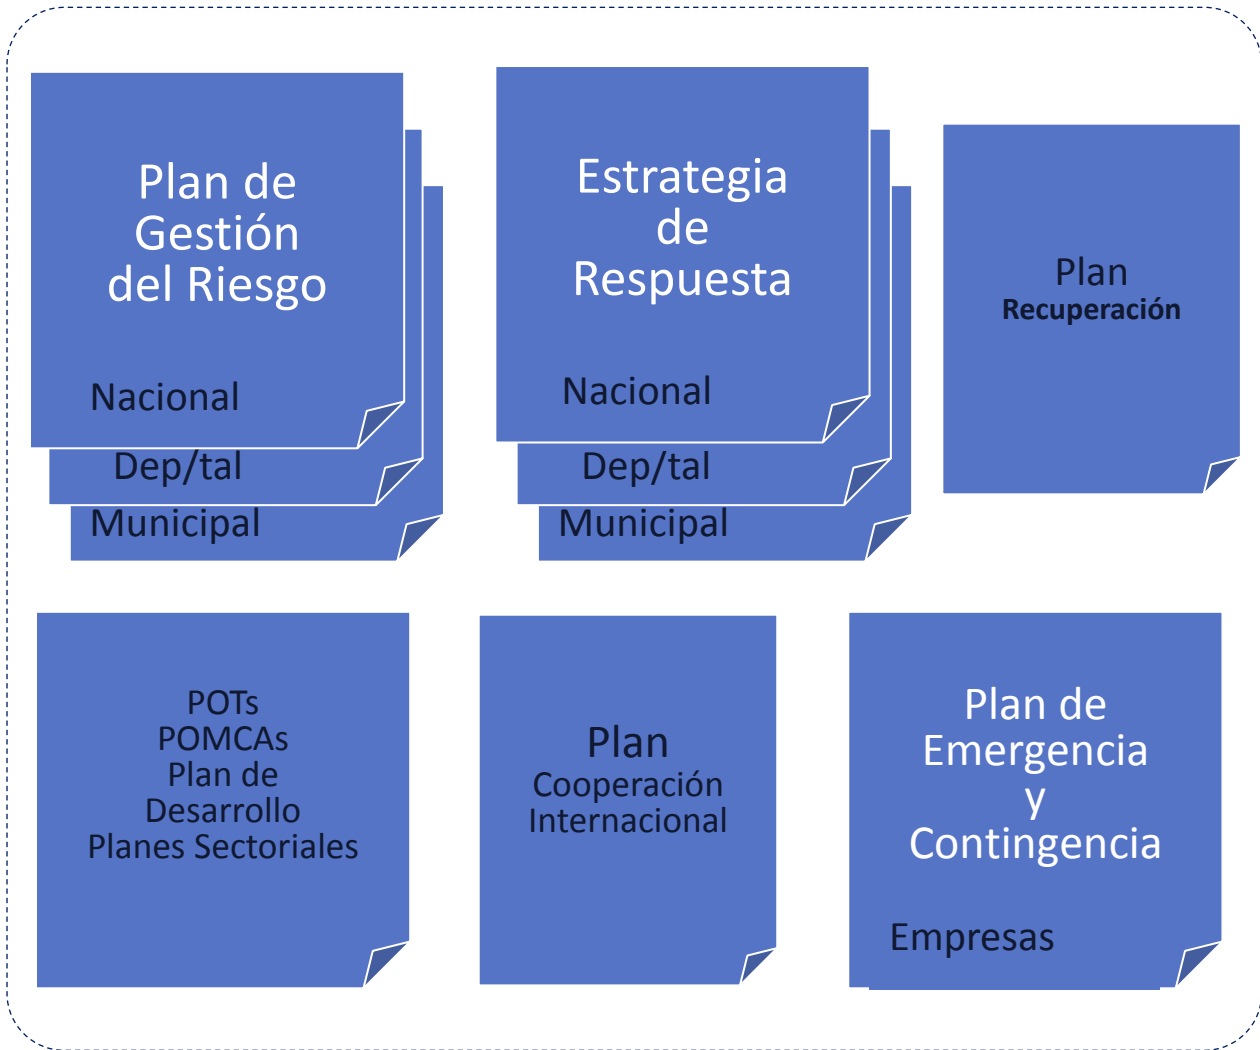 Plan de
Gestión
del Riesgo
Nacional
Dep/tal
Municipal
Estrategia
de
Respuesta
Nacional
Dep/tal
Municipal
Plan
Recuperación
POTs
POMCAs
Plan de
Desarrollo
Planes Sectoriales
Plan
Cooperación
Internacional
Plan de
Emergencia
y
Contingencia
Empresas